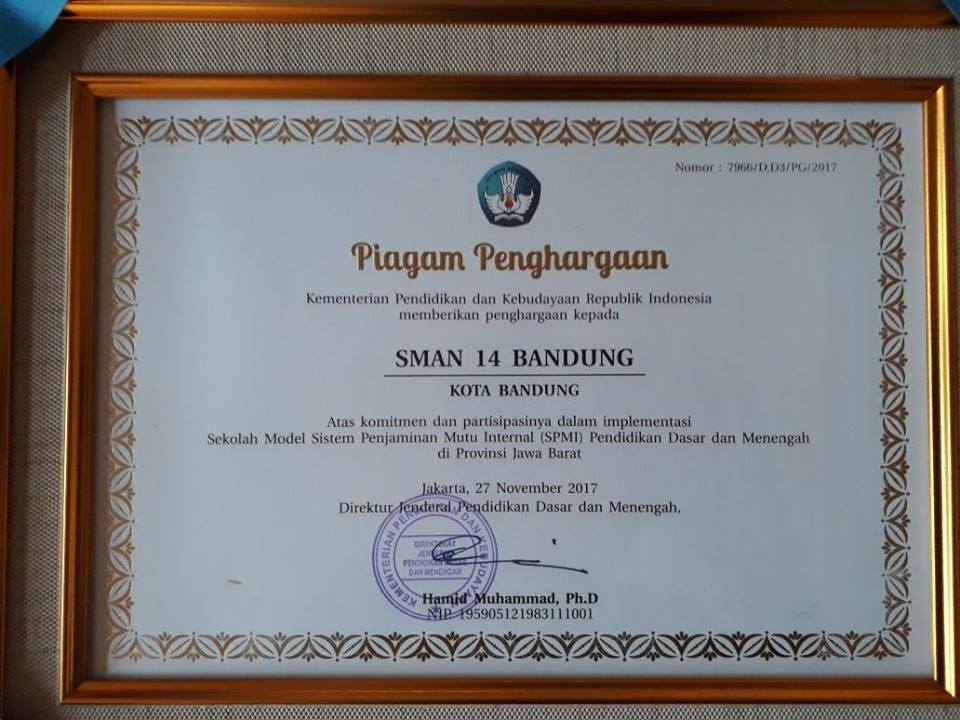 Nomor : 7966/D.D3/PG/2017
Piagam Penghargaan
Kementerian Pendidikan dan Kebudayaan Republik Indonesia
memberikan penghargaan kepada
SMAN 14 BANDUNG
KOTA BANDUNG
Atas komitmen dan partisipasinya dalam implementasi
Sekolah Model Sistem Penjaminan Mutu Internal (SPMI) Pendidikan Dasar dan Menengah
di Provinsi Jawa Barat
Jakarta, 27 November 2017
Direktur Jenderal Pendidikan Dasar dan Menengah,
KEMENTERIAN PENDIDIKAN DAN KEBUDAYAAN
DIREKTORAT
JENDERAL
PENDIDIKAN DASAR
DAN MENENGAH
Hamid Muhammad, Ph.D
NIP. 195905121983111001